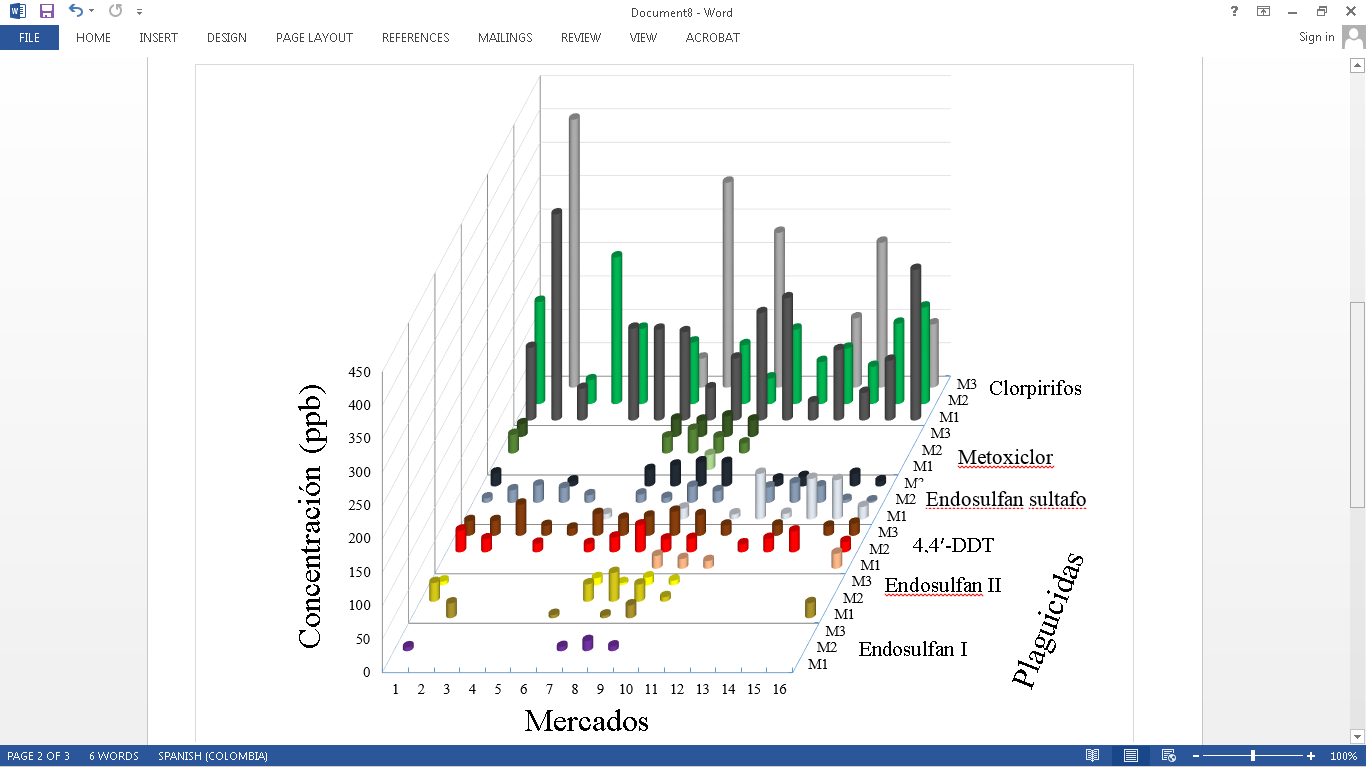 Document8 - Word
?
FILE HOME INSERT DESIGN PAGE LAYOUT REFERENCES MAILINGS REVIEW VIEW ACROBAT
Sign in
Concentración (ppb)
450
400
350
300
250
200
150
100
50
0
1 2 3 4 5 6 7 8 9 10 11 12 13 14 15 16
Mercados
M3
M2
M1
Clorpirifos
M3
M2
M1
Metoxiclor
M2
M1
Endosulfan sultafo
M3
M2
M1
4,4′-DDT
M3
M2
M1
Endosulfan II
M3
M2
M1
Endosulfan I
Plaguicidas
PAGE 2 OF 3 6 WORDS SPANISH (COLOMBIA)
100%